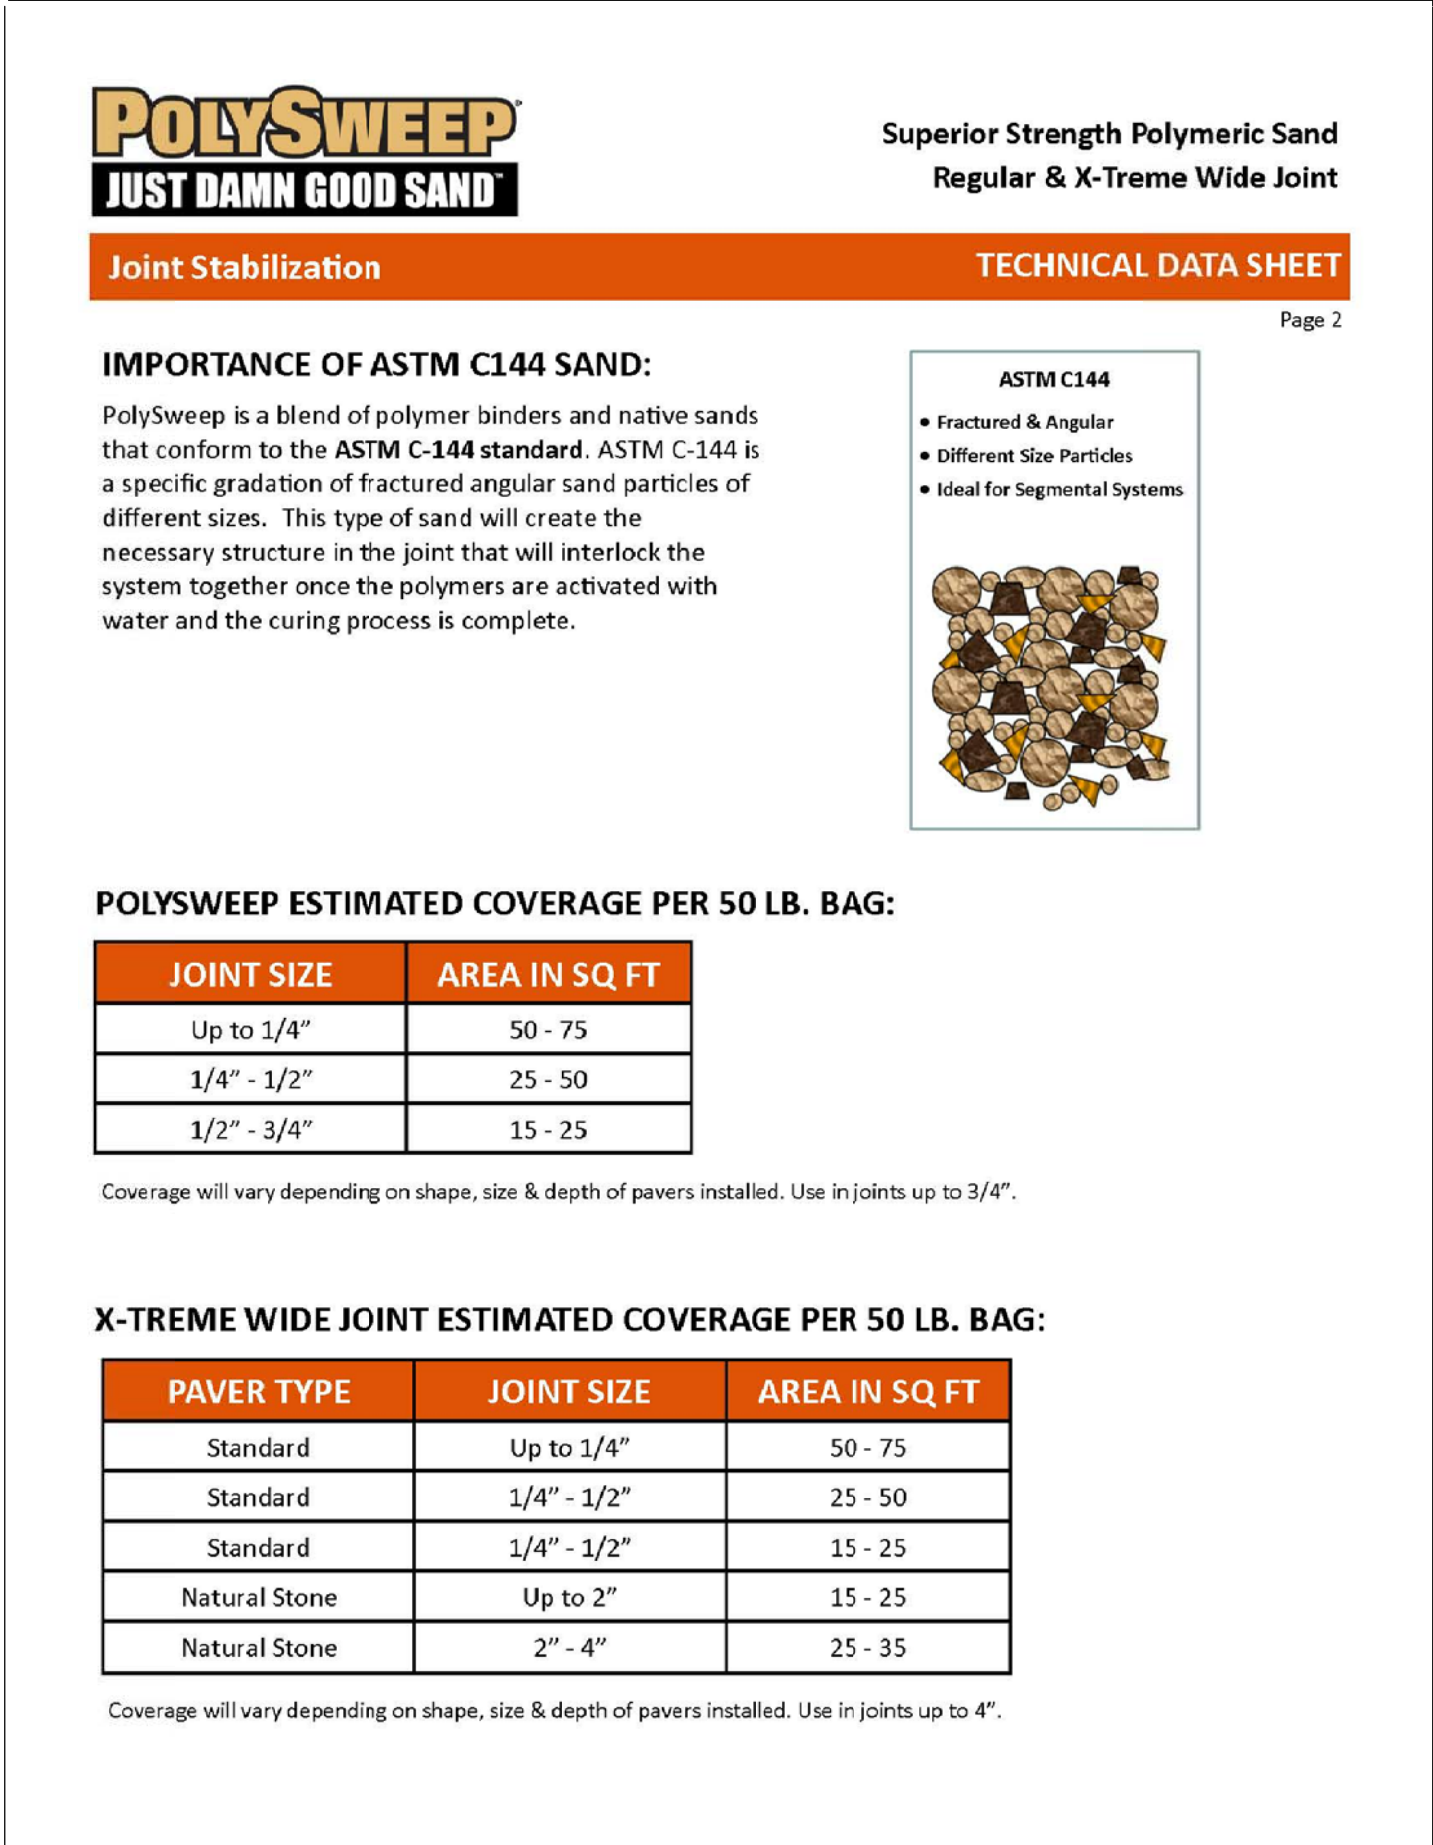 POLYSWEEP®
JUST DAMN GOOD SAND™
Superior Strength Polymeric Sand
Regular & X-Treme Wide Joint
Joint Stabilization
TECHNICAL DATA SHEET
Page 2
IMPORTANCE OF ASTM C144 SAND:
PolySweep is a blend of polymer binders and native sands
that conform to the ASTM C-144 standard. ASTM C-144 is
a specific gradation of fractured angular sand particles of
different sizes.  This type of sand will create the
necessary structure in the joint that will interlock the
system together once the polymers are activated with
water and the curing process is complete.
ASTM C144
• Fractured & Angular
• Different Size Particles
• Ideal for Segmental Systems
POLYSWEEP ESTIMATED COVERAGE PER 50 LB. BAG:
JOINT SIZE AREA IN SQ FT
Up to 1/4” 50 - 75
1/4” - 1/2” 25 - 50
1/2” - 3/4” 15 - 25
Coverage will vary depending on shape, size & depth of pavers installed. Use in joints up to 3/4”.
X-TREME WIDE JOINT ESTIMATED COVERAGE PER 50 LB. BAG:
PAVER TYPE JOINT SIZE AREA IN SQ FT
Standard Up to 1/4” 50 - 75
Standard 1/4” - 1/2” 25 - 50
Standard 1/4” - 1/2” 15 - 25
Natural Stone Up to 2” 15 - 25
Natural Stone 2” - 4” 25 - 35
Coverage will vary depending on shape, size & depth of pavers installed. Use in joints up to 4”.